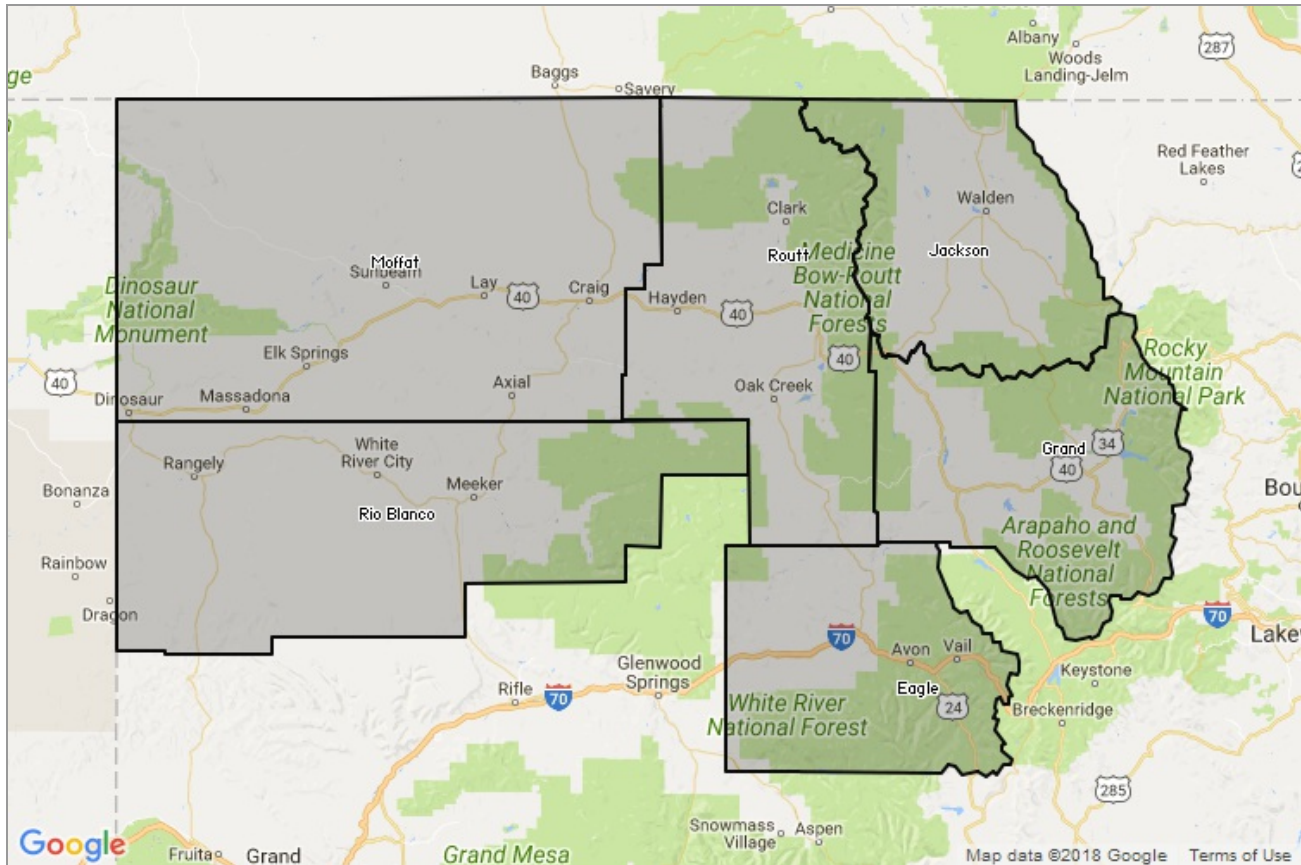 Albany
287
Woods
Landing-Jelm
ge
Baggs
Savery
Red Feather
Lakes
Walden
Clark
Medicine
Bow-Routt
National
Forests
Routt
Jackson
Moffat
Sunbeam
Dinosaur
National
Monument
Lay
40
Craig
Hayden
40
Elk Springs
40
Rocky
Mountain
National Park
40
Dinosaur
Massadona
Axial
Oak Creek
Grand
34
40
White
River City
Rangely
Meeker
Bonanza
Rio Blanco
Bou
Arapaho and
Roosevelt
National
Forests
Rainbow
Dragon
70
70
Lakew
Avon
Vail
Keystone
Glenwood
Springs
Eagle
24
Rifle
70
White River
National Forest
Breckenridge
285
Snowmass
Village
Aspen
Google
Fruita
Grand
Grand Mesa
Map data ©2018 Google
Terms of Use